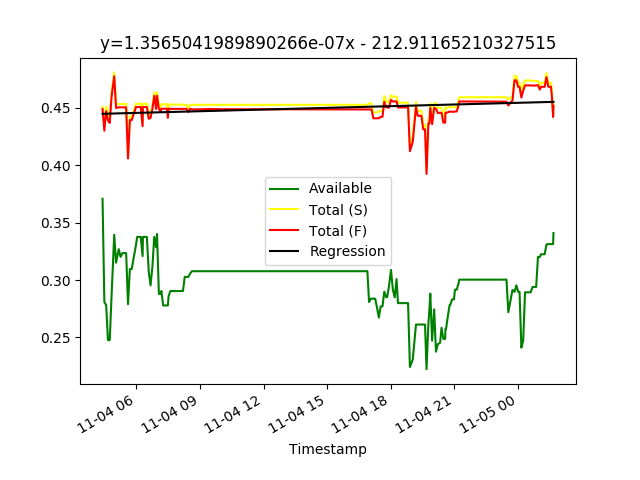 y=1.3565041989890266e-07x - 212.91165210327515
0.45
0.40
0.35
0.30
0.25
Available
Total (S)
Total (F)
Regression
11-04 06
11-04 09
11-04 12
11-04 15
11-04 18
11-04 21
11-05 00
Timestamp